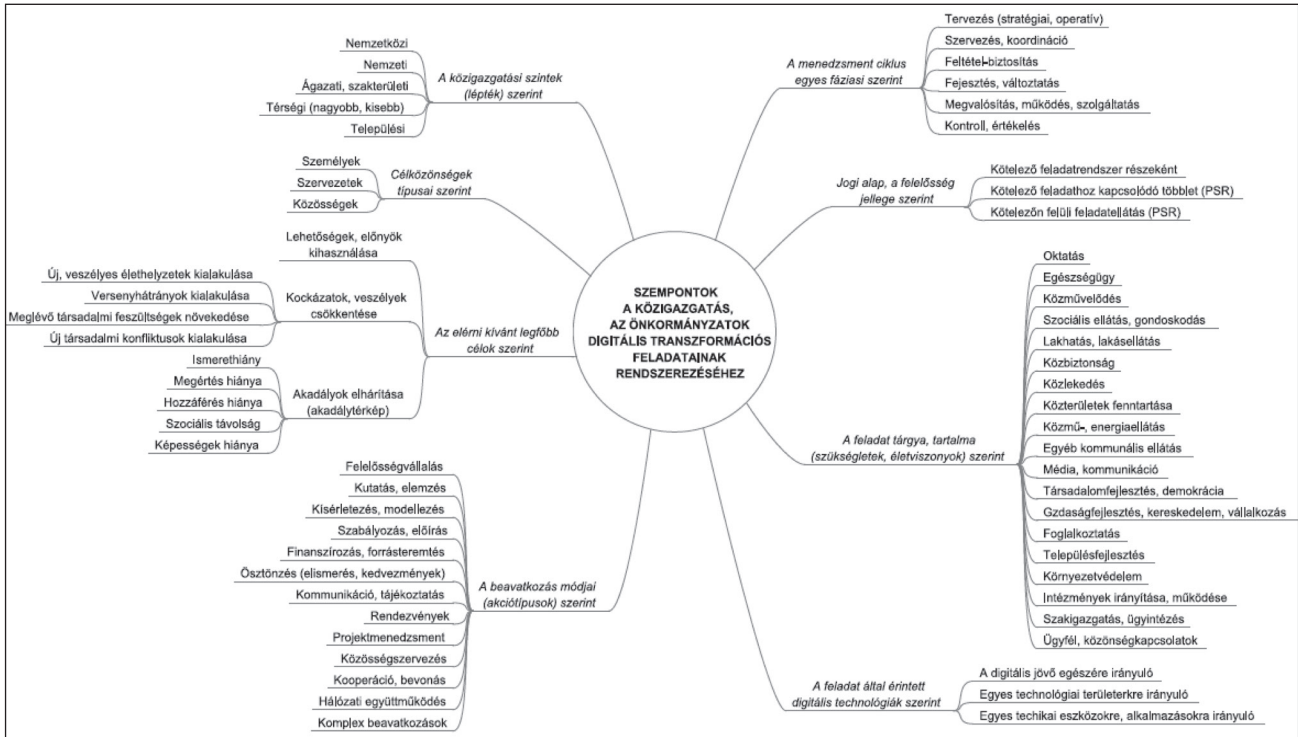 SZEMPONTOK
A KÖZIGAZGATÁS,
AZ ÖNKORMÁNYZATOK
DIGITÁLIS TRANSZFORMÁCIÓS
FELADATAINAK
RENDSZEREZÉSÉHEZ
A közigazgatási szintek
(lépték) szerint
Nemzetközi
Nemzeti
Ágazati, szakterületi
Térségi (nagyobb, kisebb)
Települési
Célközönségek
típusai szerint
Személyek
Szervezetek
Közösségek
Az elérni kívánt legfőbb
célok szerint
Lehetőségek, előnyök
kihasználása
Kockázatok, veszélyek
csökkentése
Új, veszélyes élethelyzetek kialakulása
Versenyhátrányok kialakulása
Meglévő társadalmi feszültségek növekedése
Új társadalmi konfliktusok kialakulása
Akadályok elhárítása
(akadálytérkép)
Ismerethiány
Megértés hiánya
Hozzáférés hiánya
Szociális távolság
Képességek hiánya
A beavatkozás módjai
(akciótípusok) szerint
Felelősségvállalás
Kutatás, elemzés
Kísérletezés, modellezés
Szabályozás, előírás
Finanszírozás, forrásteremtés
Ösztönzés (elismerés, kedvezmények)
Kommunikáció, tájékoztatás
Rendezvények
Projektmenedzsment
Közösségszervezés
Kooperáció, bevonás
Hálózati együttműködés
Komplex beavatkozások
A menedzsment ciklus
egyes fáziasi szerint
Tervezés (stratégiai, operatív)
Szervezés, koordináció
Feltétel-biztosítás
Fejesztés, változtatás
Megvalósítás, működés, szolgáltatás
Kontroll, értékelés
Jogi alap, a felelősség
jellege szerint
Kötelező feladatrendszer részeként
Kötelező feladathoz kapcsolódó többlet (PSR)
Kötelezőn felüli feladatellátás (PSR)
A feladat tárgya, tartalma
(szükségletek, életviszonyok) szerint
Oktatás
Egészségügy
Közművelődés
Szociális ellátás, gondoskodás
Lakhatás, lakásellátás
Közbiztonság
Közlekedés
Közterületek fenntartása
Közmű-, energiaellátás
Egyéb kommunális ellátás
Média, kommunikáció
Társadalomfejlesztés, demokrácia
Gzdaságfejlesztés, kereskedelem, vállalkozás
Foglalkoztatás
Településfejlesztés
Környezetvédelem
Intézmények irányítása, működése
Szakigazgatás, ügyintézés
Ügyfél, közönségkapcsolatok
A feladat által érintett
digitális technológiák szerint
A digitális jövő egészére irányuló
Egyes technológiai területerkre irányuló
Egyes techikai eszközokre, alkalmazásokra irányuló